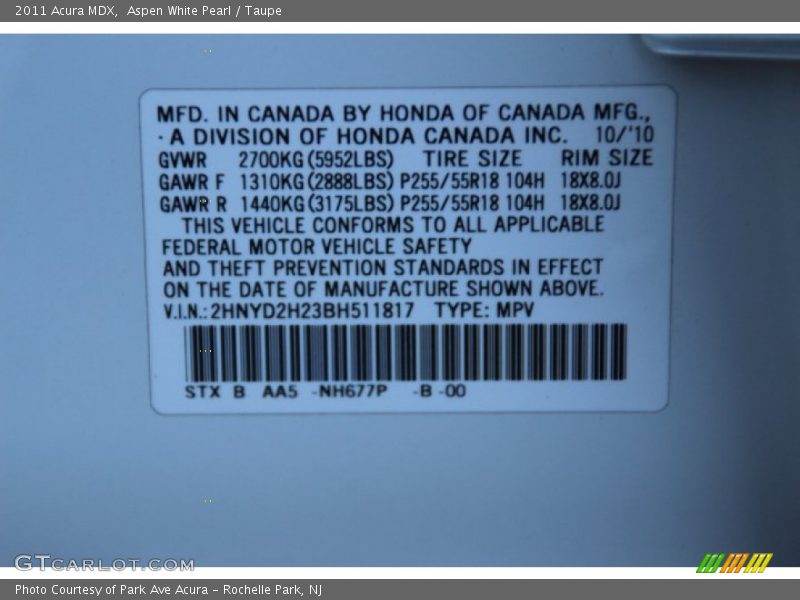 2011 Acura MDX,  Aspen White Pearl / Taupe
MFD. IN CANADA BY HONDA OF CANADA MFG.,
A DIVISION OF HONDA CANADA INC. 10/'10
GVWR 2700KG(5952LBS) TIRE SIZE RIM SIZE
GAWR F 1310KG(2888LBS) P255/55R18 104H 18X8.0J
GAWR R 1440KG(3175LBS) P255/55R18 104H 18X8.0J
THIS VEHICLE CONFORMS TO ALL APPLICABLE
FEDERAL MOTOR VEHICLE SAFETY
AND THEFT PREVENTION STANDARDS IN EFFECT
ON THE DATE OF MANUFACTURE SHOWN ABOVE.
V.I.N.:2HNYD2H23BH511817 TYPE: MPV
STX B AA5 -NH677P -B -00
GTCARLOT.COM
Photo Courtesy of Park Ave Acura – Rochelle Park, NJ